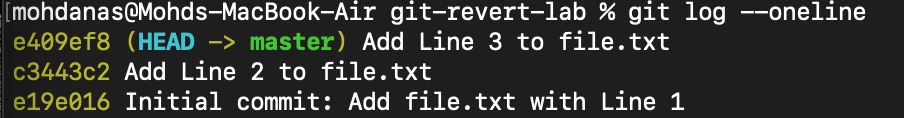 [mohdanas@Mohds-MacBook-Air git-revert-lab % git log --oneline
e409ef8 (HEAD -> master) Add Line 3 to file.txt
c3443c2 Add Line 2 to file.txt
e19e016 Initial commit: Add file.txt with Line 1